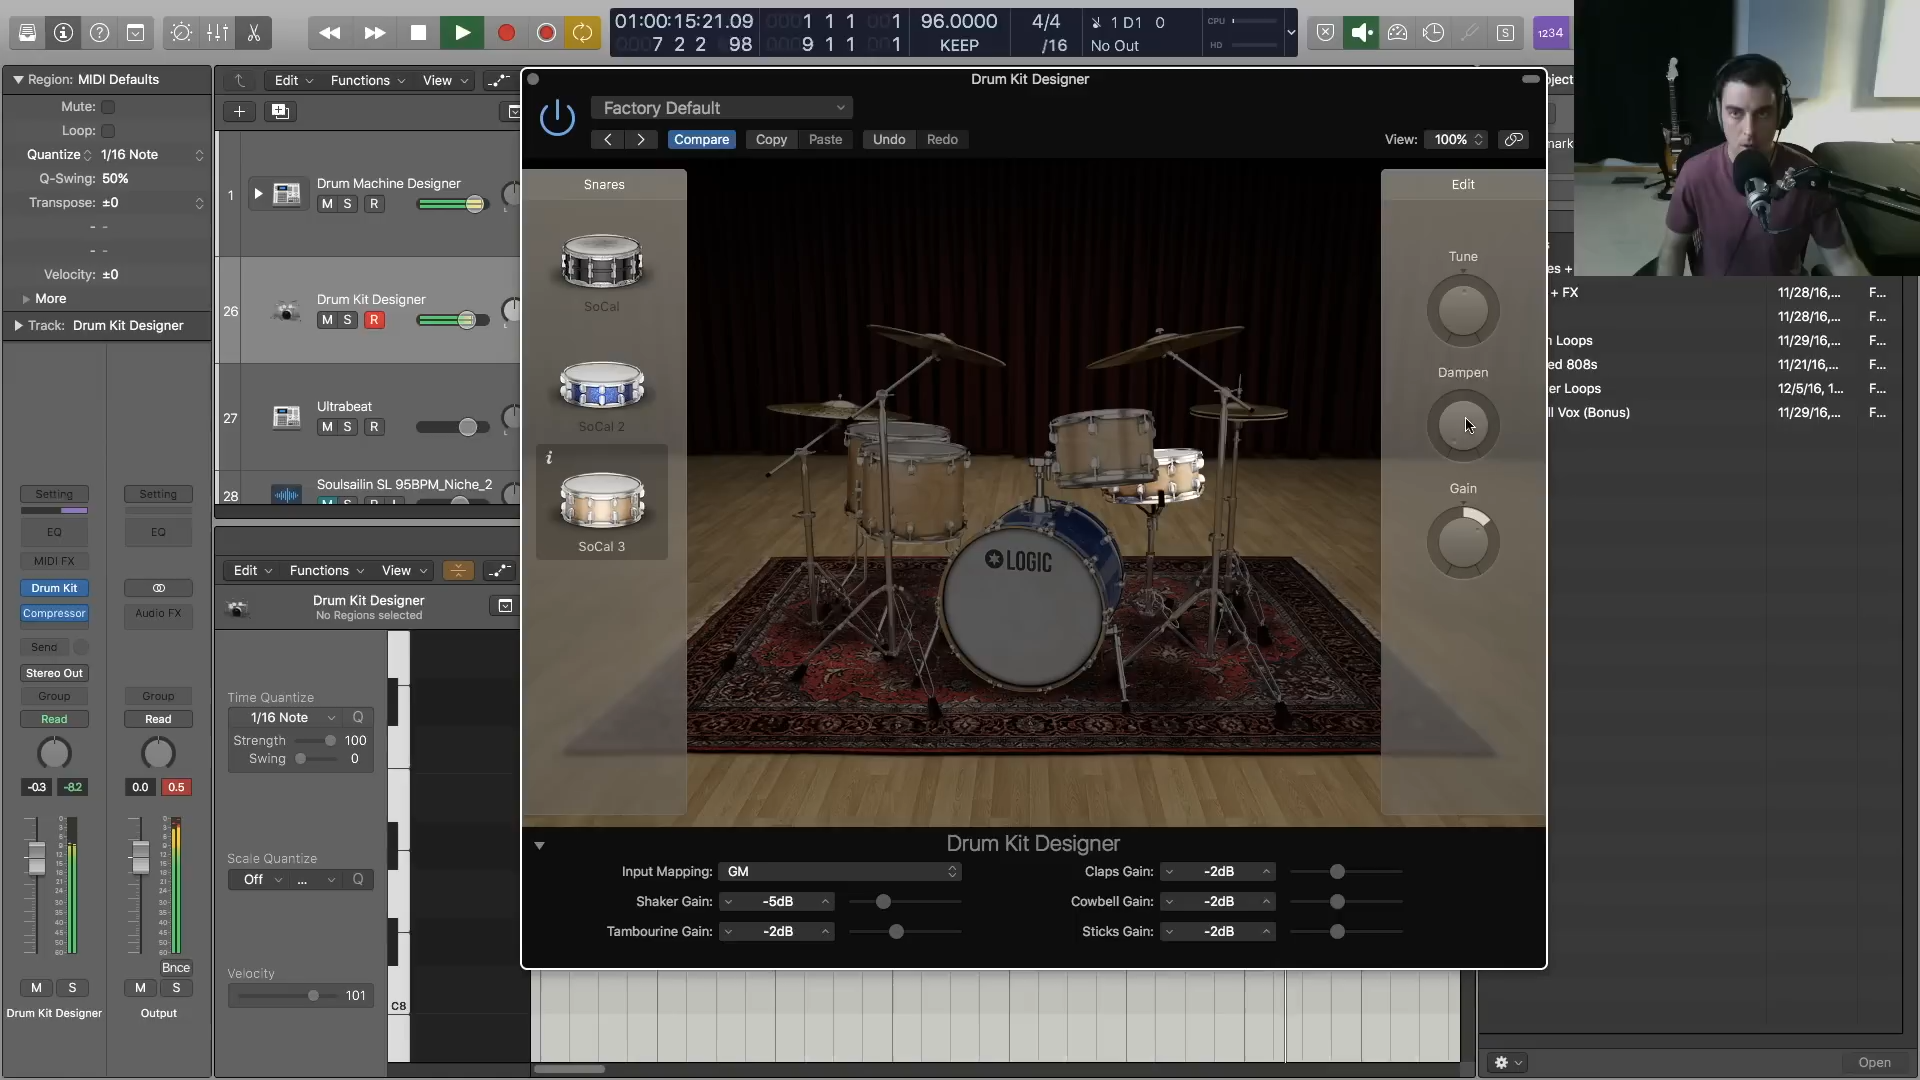 01:00:15:21.09
7 2 2 98
1 1 1 1
9 1 1 1
96.0000
KEEP
4/4
/16
1 D1 0
No Out
CPU
HD
S
1234
Region: MIDI Defaults
Mute:
Loop:
Quantize 1/16 Note
Q-Swing: 50%
Transpose: ±0
- -
- -
Velocity: ±0
More
Track: Drum Kit Designer
Edit Functions View
1 Drum Machine Designer
M S R
26 Drum Kit Designer
M S R
27 Ultrabeat
M S R
28 Soulsailin SL 95BPM_Niche_2
Drum Kit Designer
Factory Default
Compare Copy Paste Undo Redo
View: 100%
Snares
SoCal
SoCal 2
i
SoCal 3
LOGIC
Edit
Tune
Dampen
Gain
Drum Kit Designer
Input Mapping: GM
Shaker Gain: -5dB
Tambourine Gain: -2dB
Claps Gain: -2dB
Cowbell Gain: -2dB
Sticks Gain: -2dB
Setting Setting
EQ EQ
MIDI FX
Drum Kit
Compressor Audio FX
Send
Stereo Out
Group Group
Read Read
-0.3 -8.2 0.0 0.5
Bnce
M S M S
Drum Kit Designer Output
Edit Functions View
Drum Kit Designer
No Regions selected
Time Quantize
1/16 Note Q
Strength 100
Swing 0
Scale Quantize
Off ... Q
Velocity
101
C8
oject
mark
s
es +
+ FX 11/28/16,... F...
11/28/16,... F...
n Loops 11/29/16,... F...
ed 808s 11/21/16,... F...
er Loops 12/5/16, 1... F...
ll Vox (Bonus) 11/29/16,... F...
Open